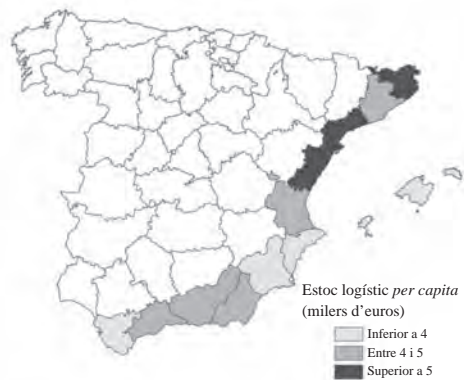 Estoc logístic per capita
(milers d'euros)
Inferior a 4
Entre 4 i 5
Superior a 5